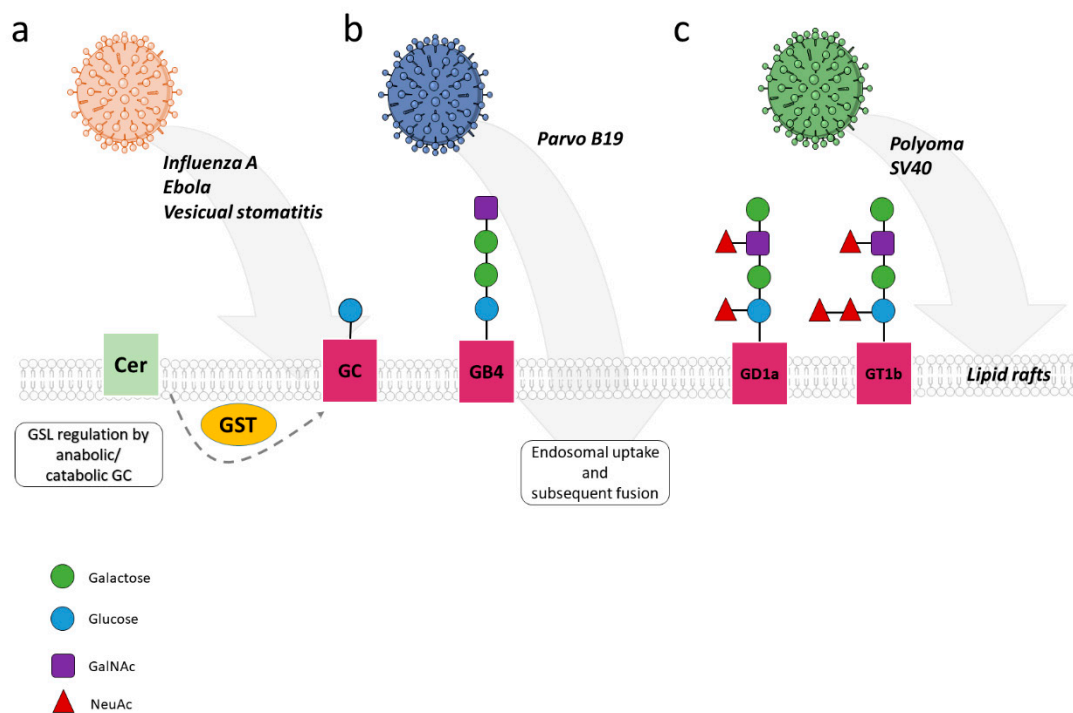 a
b
c
Influenza A
Ebola
Vesicual stomatitis
Parvo B19
Polyoma
SV40
Cer
GC
GB4
GD1a
GT1b
Lipid rafts
GST
GSL regulation by
anabolic/
catabolic GC
Endosomal uptake
and
subsequent fusion
Galactose
Glucose
GalNAc
NeuAc